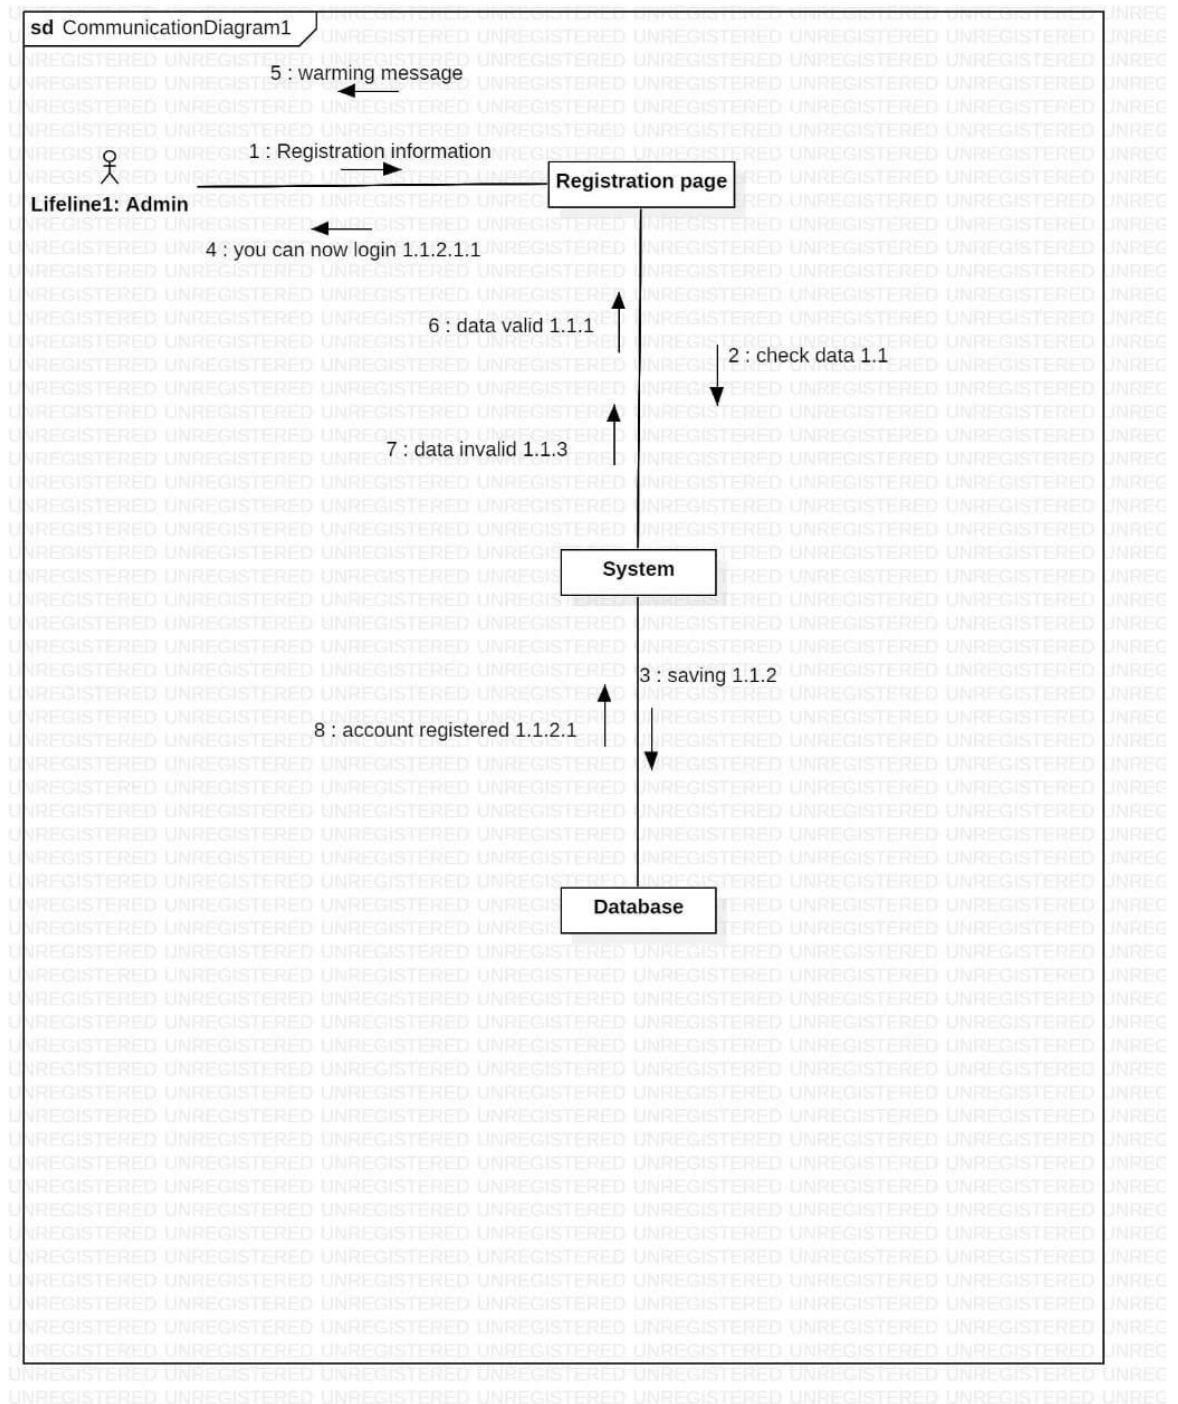 sd CommunicationDiagram1
5 : warming message
1 : Registration information
Registration page
Lifeline1: Admin
4 : you can now login 1.1.2.1.1
6 : data valid 1.1.1
2 : check data 1.1
7 : data invalid 1.1.3
System
3 : saving 1.1.2
8 : account registered 1.1.2.1
Database
UNREGISTERED